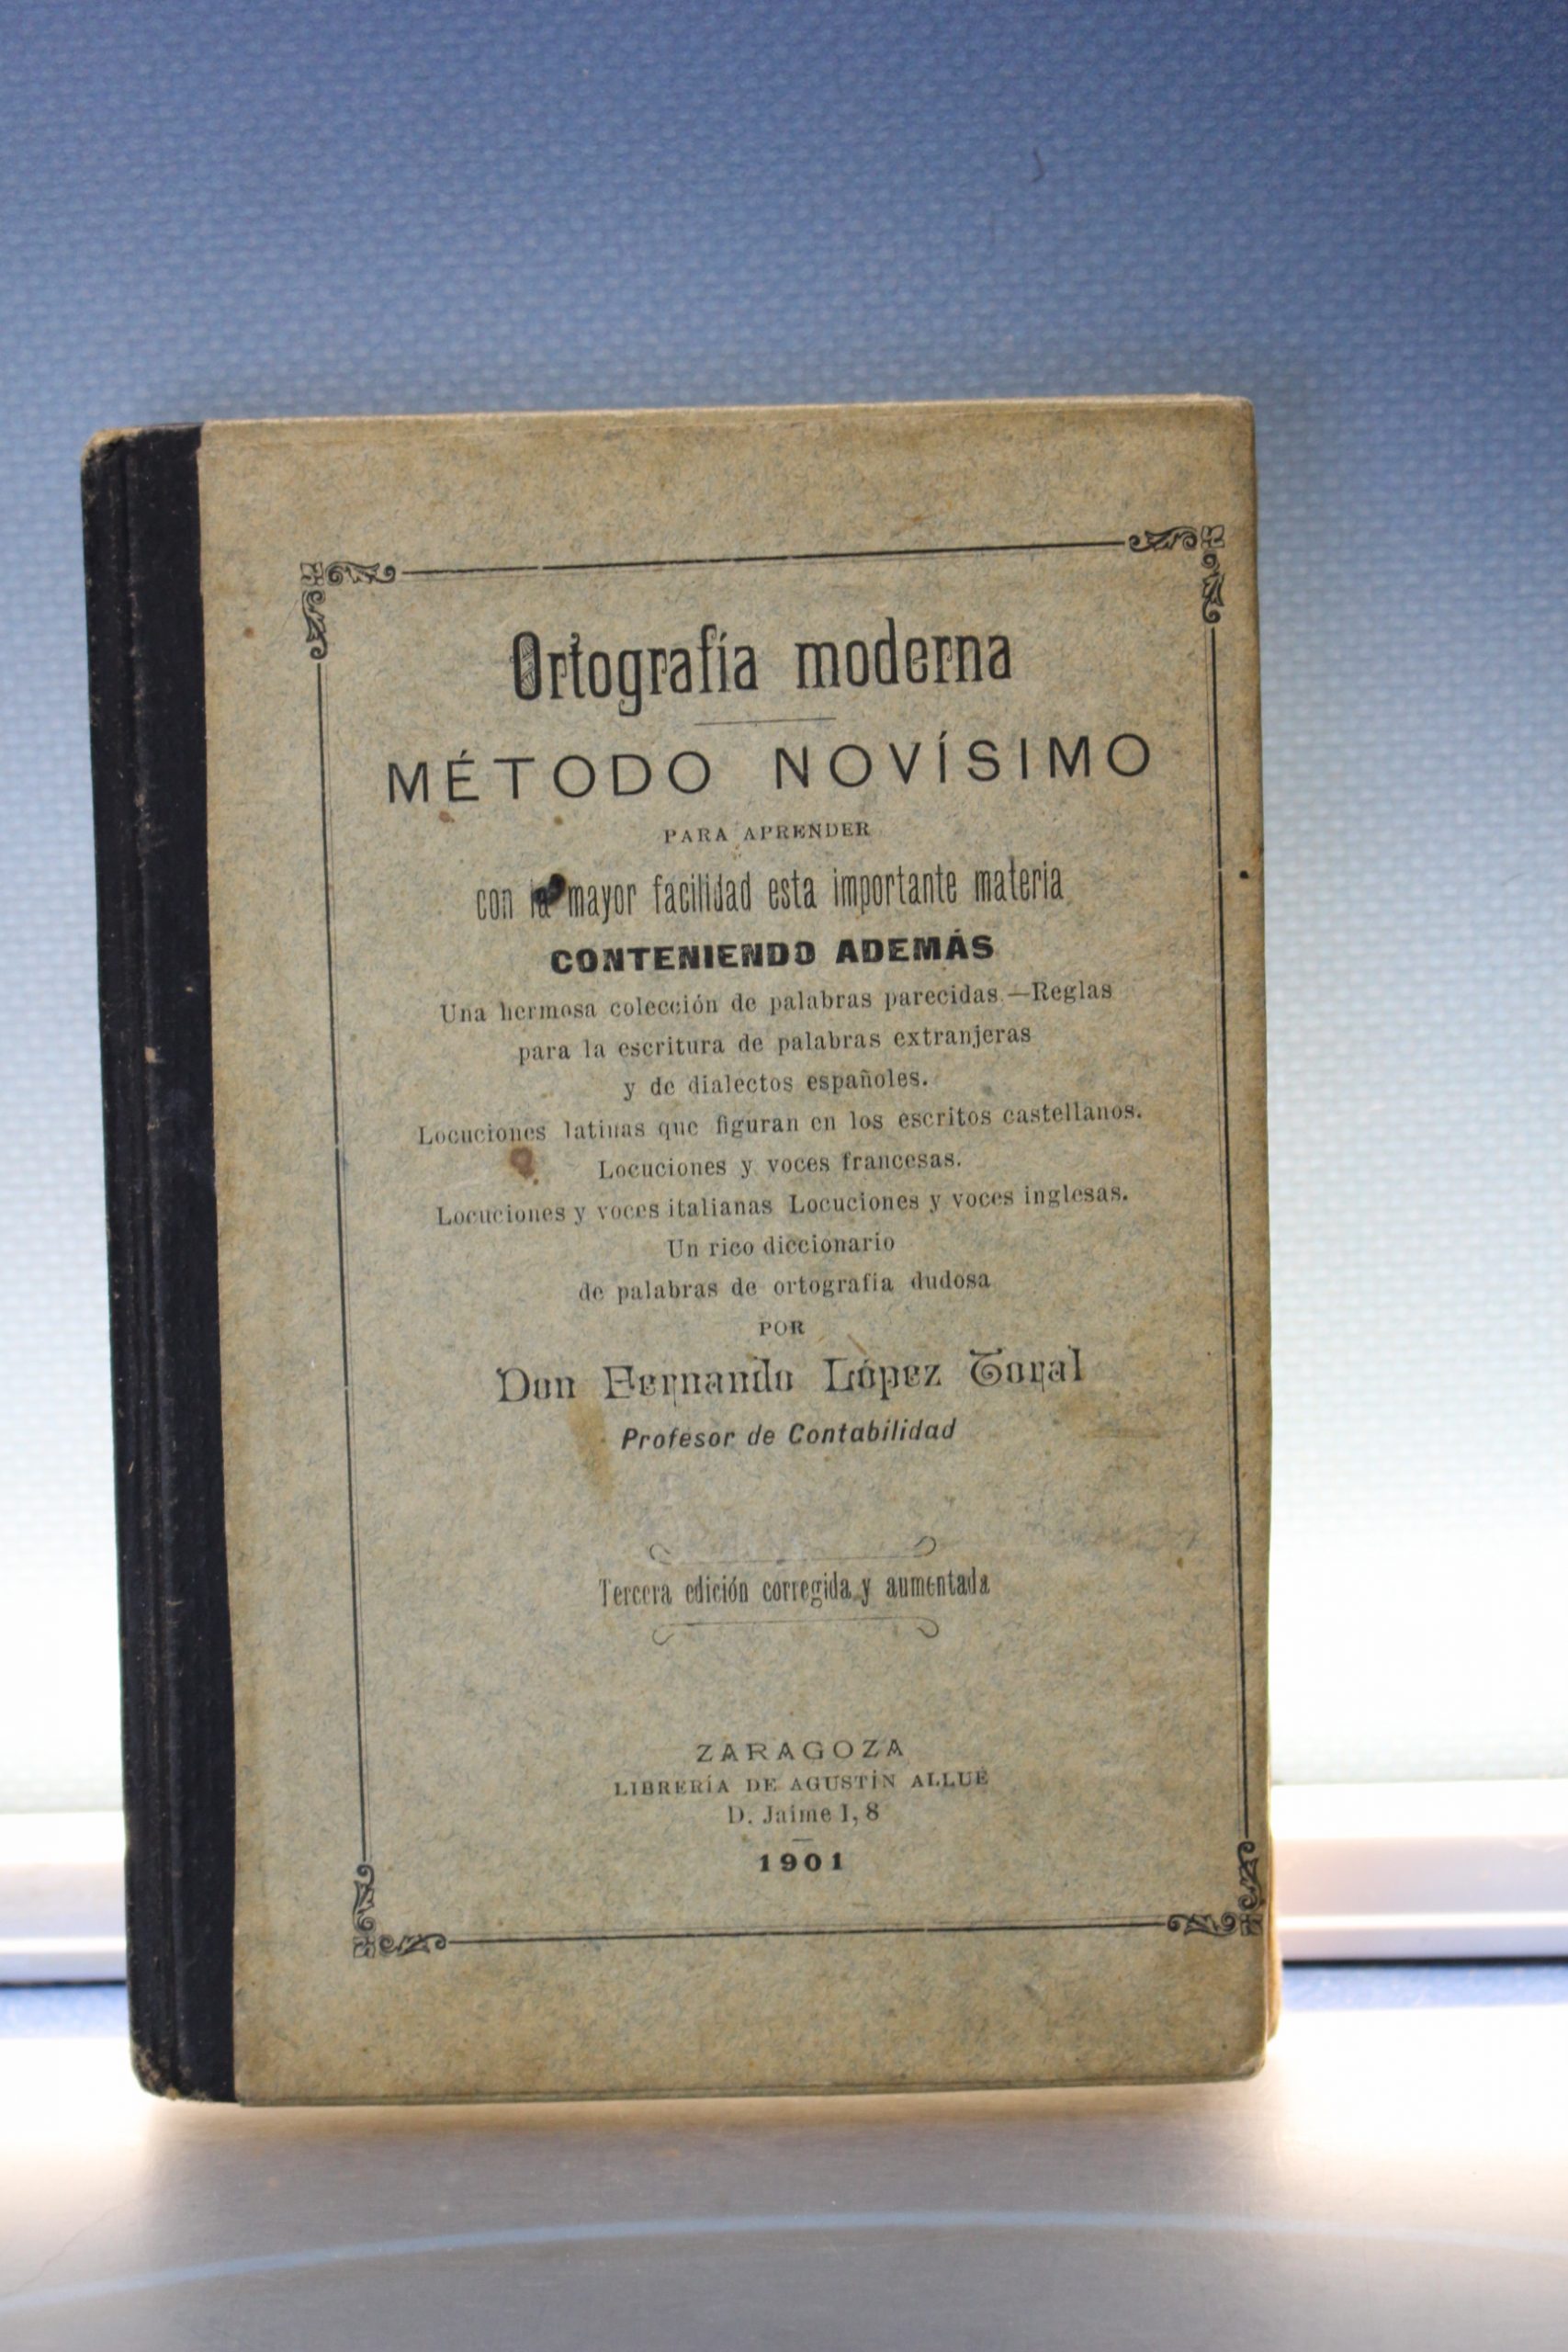 Ortografía moderna
MÉTODO NOVÍSIMO
PARA APRENDER
con la mayor facilidad esta importante materia
CONTENIENDO ADEMÁS
Una hermosa colección de palabras parecidas.—Reglas
para la escritura de palabras extranjeras
y de dialectos españoles.
Locuciones latinas que figuran en los escritos castellanos.
Locuciones y voces francesas.
Locuciones y voces italianas Locuciones y voces inglesas.
Un rico diccionario
de palabras de ortografía dudosa
POR
Don Fernando López Toral
Profesor de Contabilidad
Tercera edición corregida y aumentada
ZARAGOZA
LIBRERÍA DE AGUSTÍN ALLUÉ
D. Jaime I, 8
1901